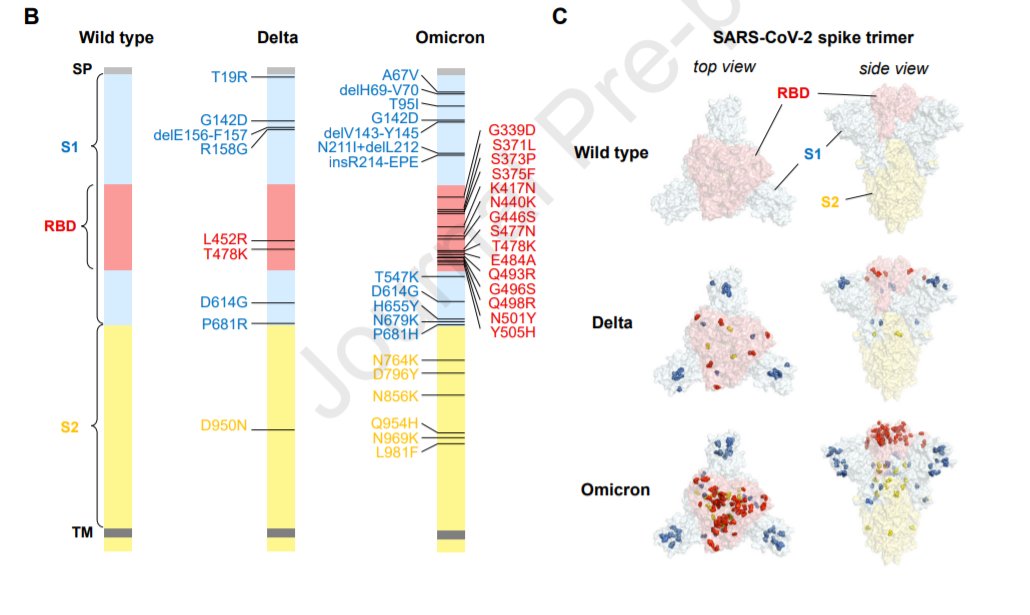 B
Wild type
Delta
Omicron
SP
S1
RBD
S2
TM
T19R
G142D
delE156-F157
R158G
L452R
T478K
D614G
P681R
D950N
A67V
delH69-V70
T95I
G142D
delV143-Y145
N211I+delL212
insR214-EPE
G339D
S371L
S373P
S375F
K417N
N440K
G446S
S477N
T478K
E484A
Q493R
G496S
Q498R
N501Y
Y505H
T547K
D614G
H655Y
N679K
P681H
N764K
D796Y
N856K
Q954H
N969K
L981F
C
SARS-CoV-2 spike trimer
top view
side view
RBD
Wild type
S1
S2
Delta
Omicron
Journal Pre-p